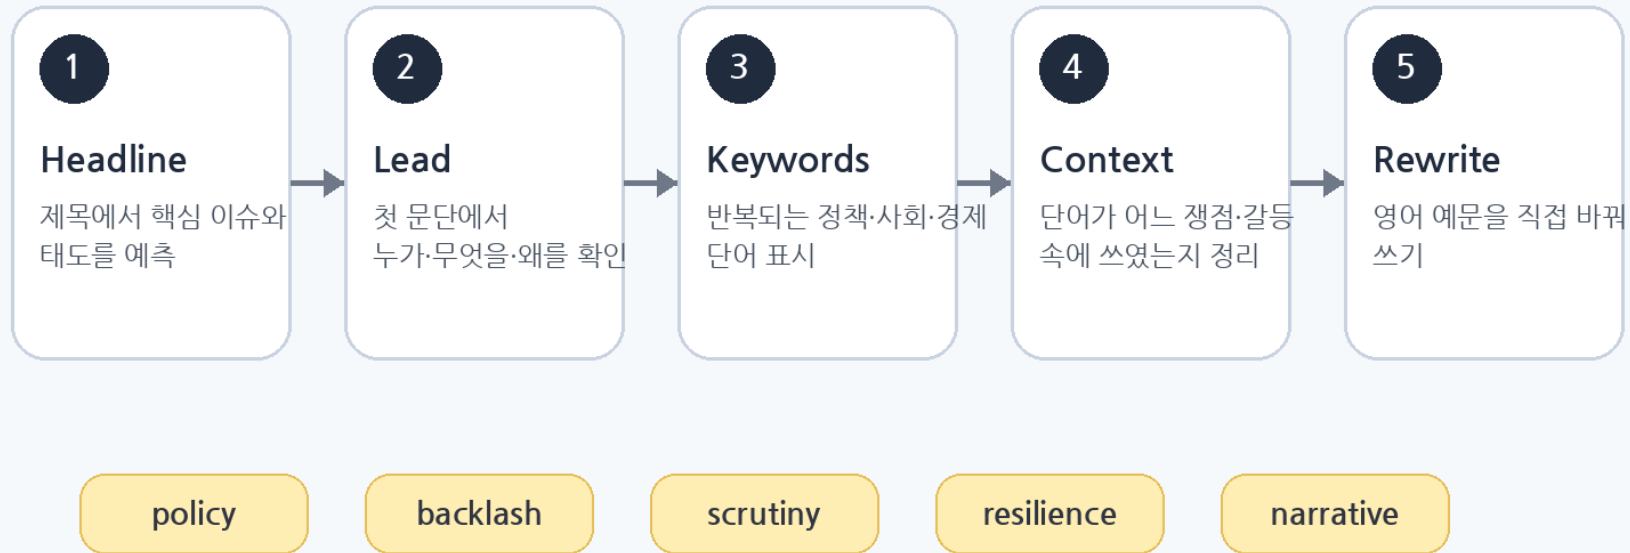 1
Headline
제목에서 핵심 이슈와
태도를 예측
2
Lead
첫 문단에서
누가·무엇을·왜를 확인
3
Keywords
반복되는 정책·사회·경제
단어 표시
4
Context
단어가 어느 쟁점·갈등
속에 쓰였는지 정리
5
Rewrite
영어 예문을 직접 바꿔
쓰기
policy
backlash
scrutiny
resilience
narrative